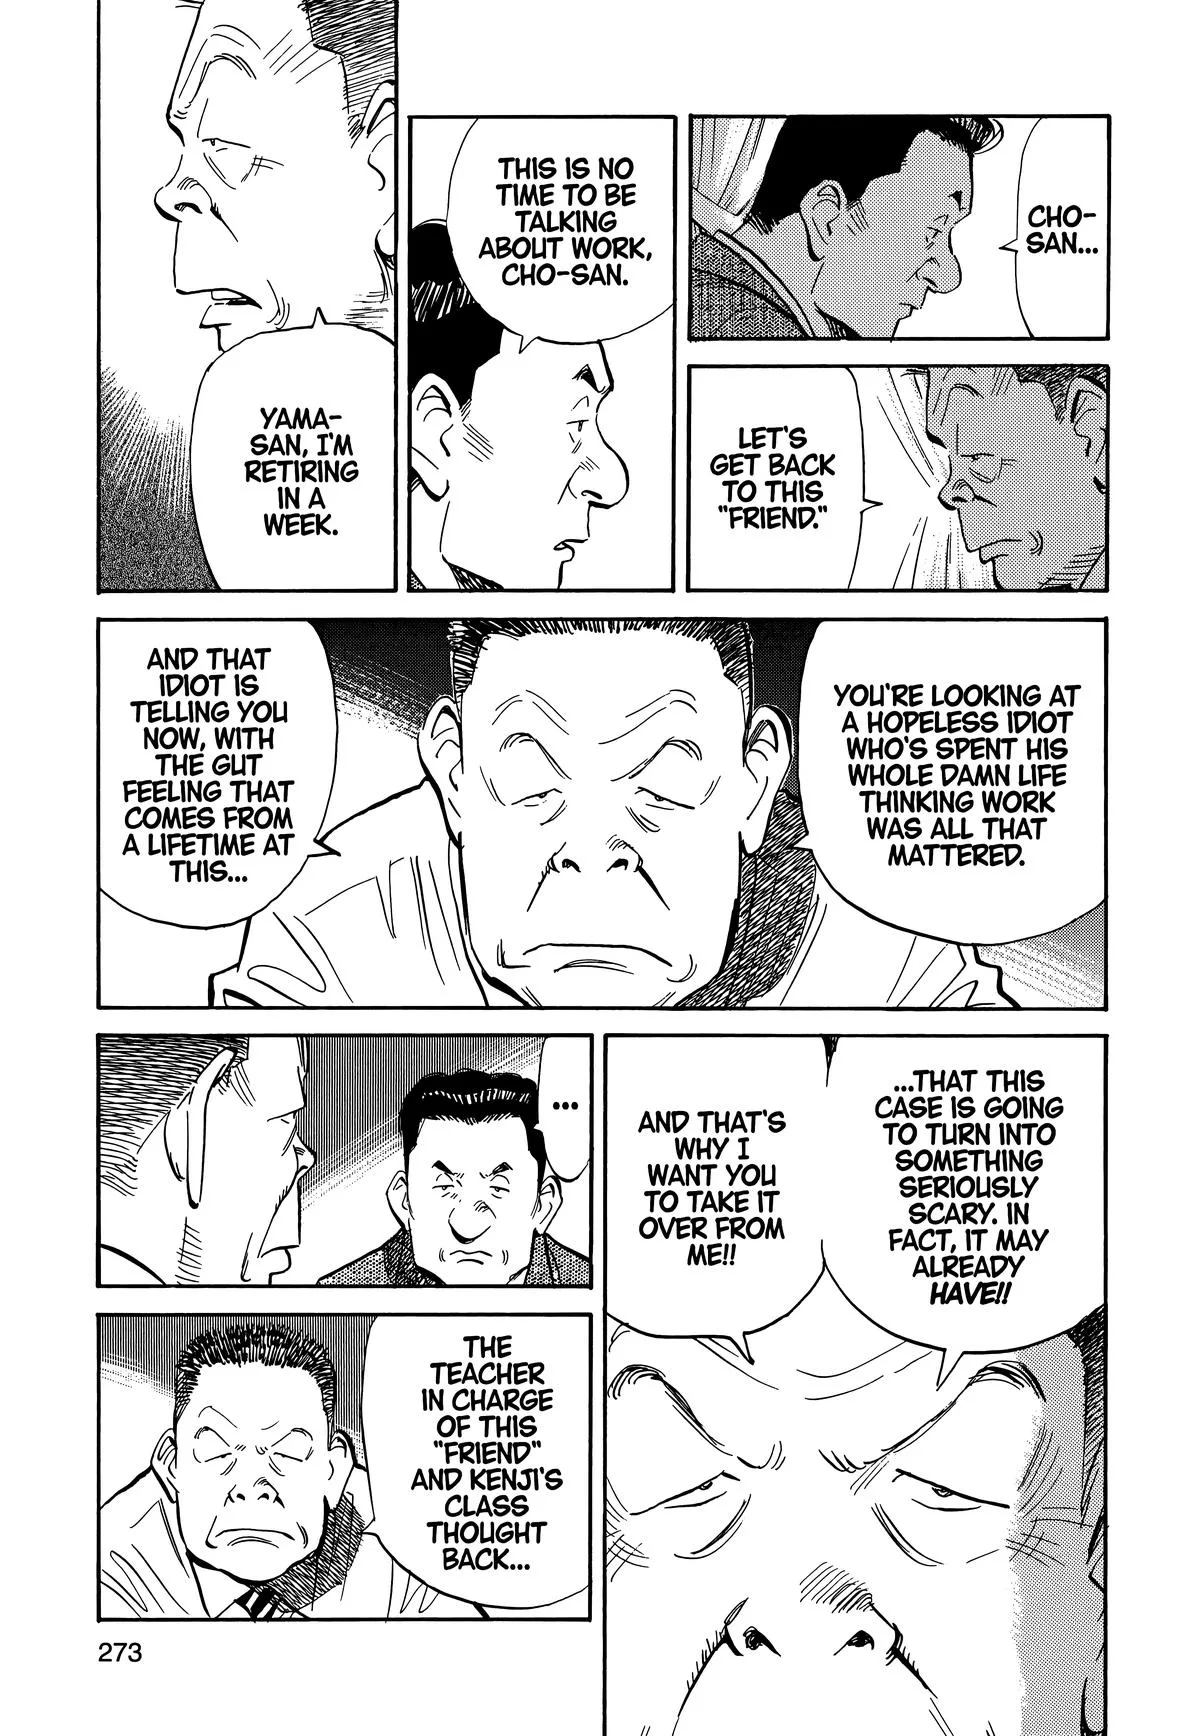 CHO-
SAN...
THIS IS NO
TIME TO BE
TALKING
ABOUT WORK,
CHO-SAN.
YAMA-
SAN, I'M
RETIRING
IN A
WEEK.
LET'S
GET BACK
TO THIS
"FRIEND."
YOU'RE LOOKING AT
A HOPELESS IDIOT
WHO'S SPENT HIS
WHOLE DAMN LIFE
THINKING WORK
WAS ALL THAT
MATTERED.
AND THAT
IDIOT IS
TELLING YOU
NOW, WITH
THE GUT
FEELING THAT
COMES FROM
A LIFETIME AT
THIS...
...THAT THIS
CASE IS GOING
TO TURN INTO
SOMETHING
SERIOUSLY
SCARY. IN
FACT, IT MAY
ALREADY
HAVE!!
AND THAT'S
WHY I
WANT YOU
TO TAKE IT
OVER FROM
ME!!
...
THE
TEACHER
IN CHARGE
OF THIS
"FRIEND"
AND KENJI'S
CLASS
THOUGHT
BACK...
273